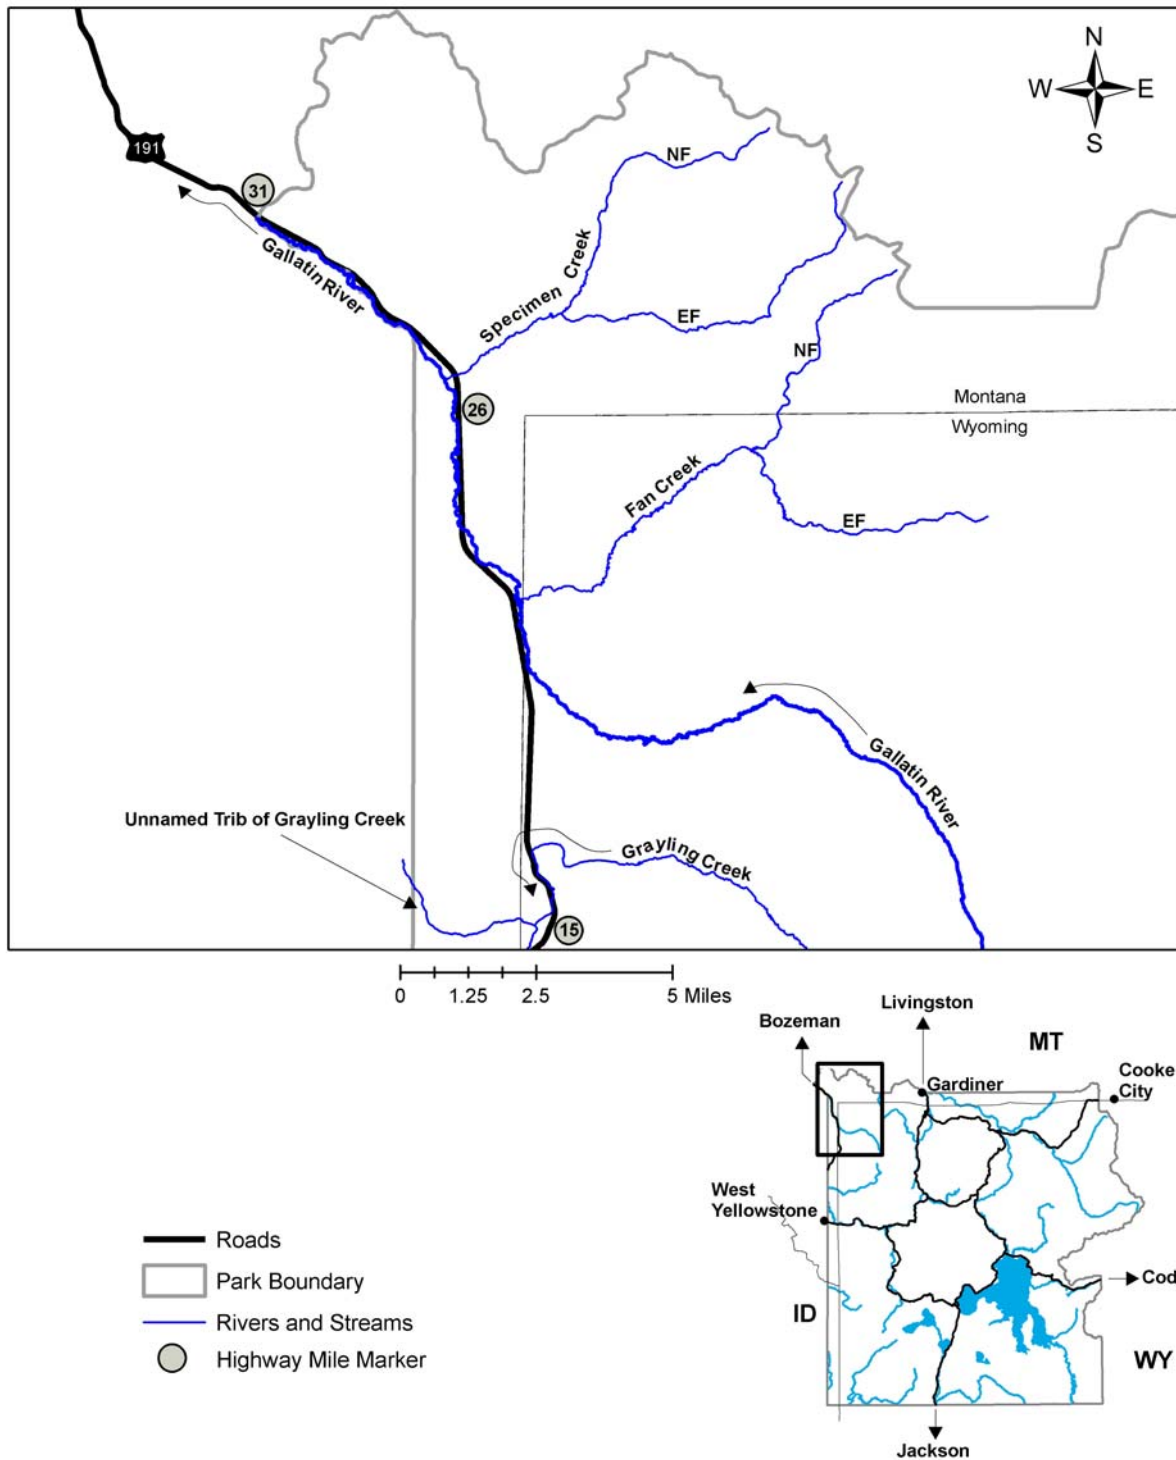 N
W E
S
191
31
Gallatin River
NF
Specimen Creek
EF
NF
26
Montana
Wyoming
Fan Creek
EF
Gallatin River
Unnamed Trib of Grayling Creek
Grayling Creek
15
0 1.25 2.5 5 Miles
Livingston
Bozeman
MT
Gardiner
Cooke
City
West
Yellowstone
Cod
ID
WY
Jackson
Roads
Park Boundary
Rivers and Streams
Highway Mile Marker